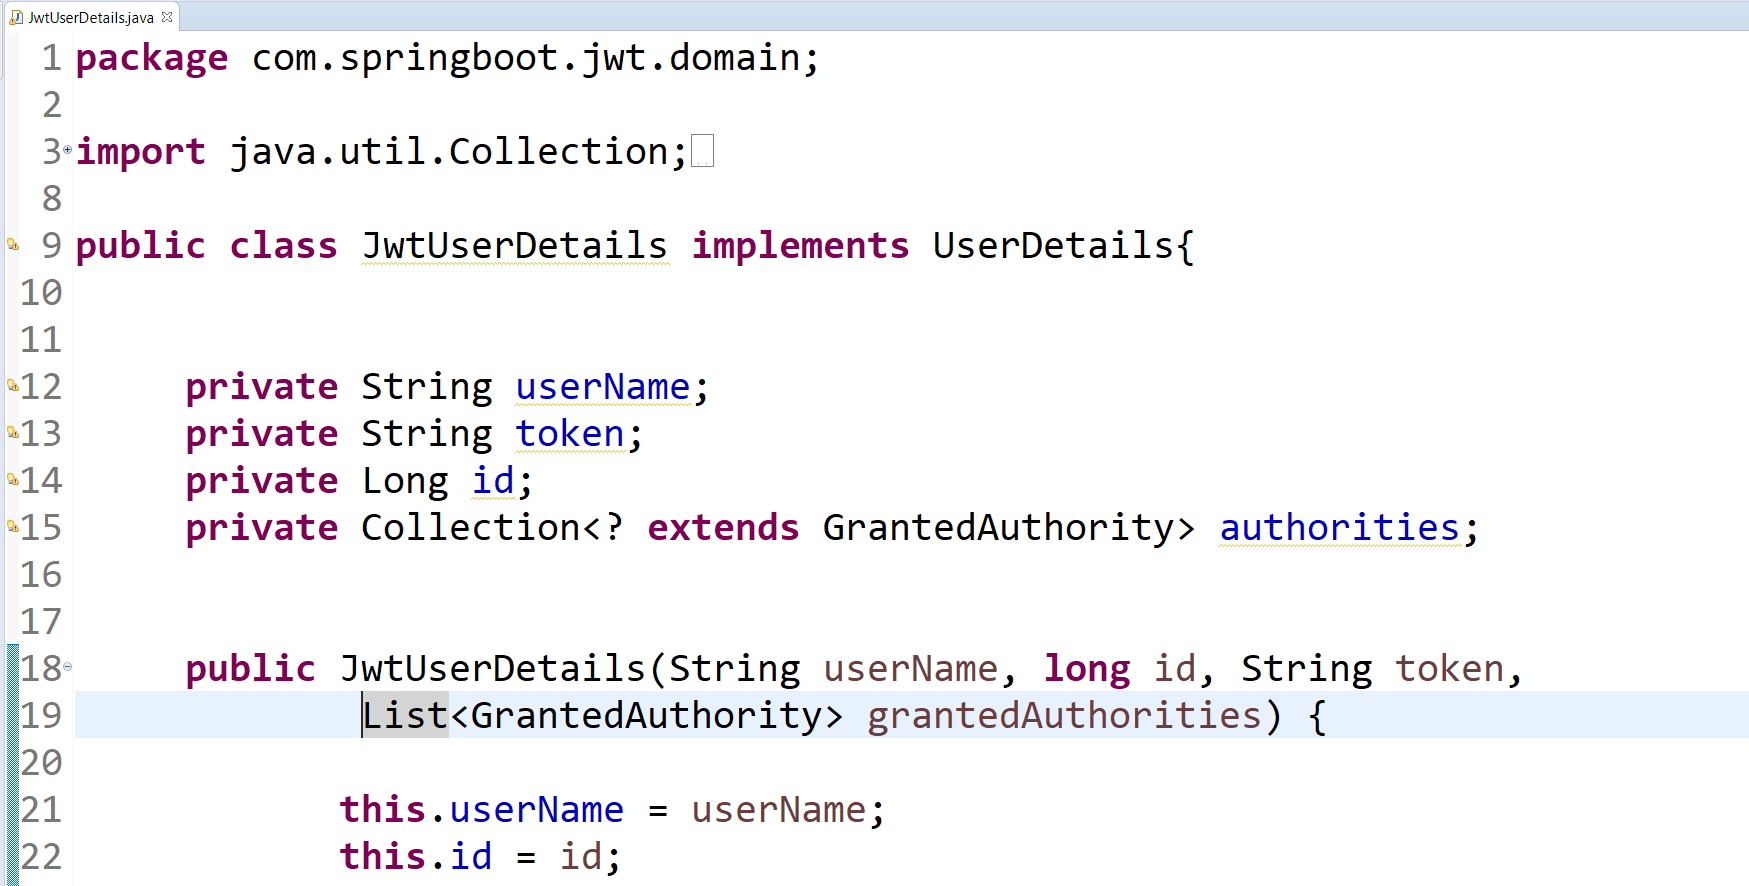 JwtUserDetails.java
1 package com.springboot.jwt.domain;
2
3 import java.util.Collection;
8
9 public class JwtUserDetails implements UserDetails{
10
11
12 private String userName;
13 private String token;
14 private Long id;
15 private Collection<? extends GrantedAuthority> authorities;
16
17
18 public JwtUserDetails(String userName, long id, String token,
19 List<GrantedAuthority> grantedAuthorities) {
20
21 this.userName = userName;
22 this.id = id;